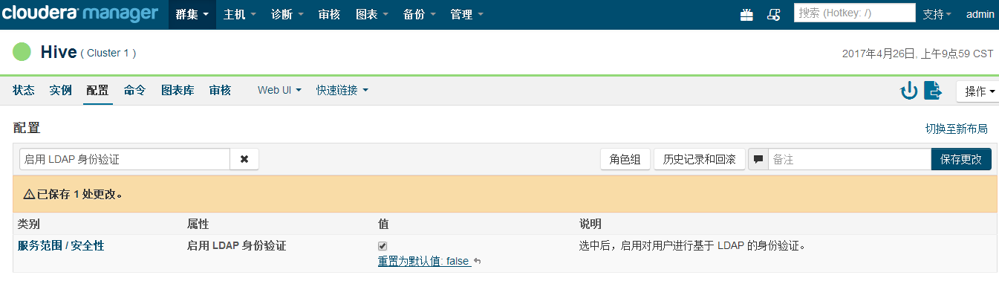 cloudera manager 群集 主机 诊断 审核 图表 备份 管理 搜索 (Hotkey: /) 支持 admin
Hive ( Cluster 1 ) 2017年4月26日, 上午9点59 CST
状态 实例 配置 命令 图表库 审核 Web UI 快速链接 操作
配置 切换至新布局
启用 LDAP 身份验证 角色组 历史记录和回滚 备注 保存更改
已保存 1 处更改。
类别 属性 值 说明
服务范围 / 安全性 启用 LDAP 身份验证 选中后，启用对用户进行基于 LDAP 的身份验证。
重置为默认值: false